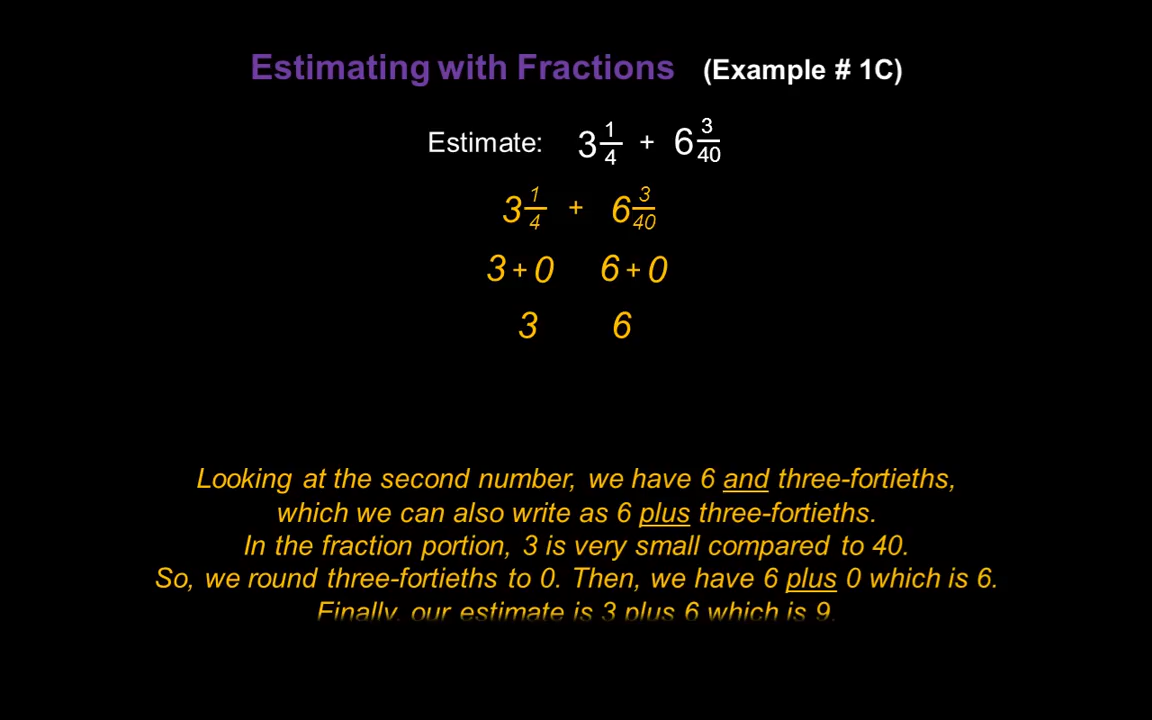 Estimating with Fractions (Example # 1C)
Estimate: 3 1/4 + 6 3/40
3 1/4 + 6 3/40
3 + 0 6 + 0
3 6
Looking at the second number, we have 6 and three-fortieths,
which we can also write as 6 plus three-fortieths.
In the fraction portion, 3 is very small compared to 40.
So, we round three-fortieths to 0. Then, we have 6 plus 0 which is 6.
Finally, our estimate is 3 plus 6 which is 9.